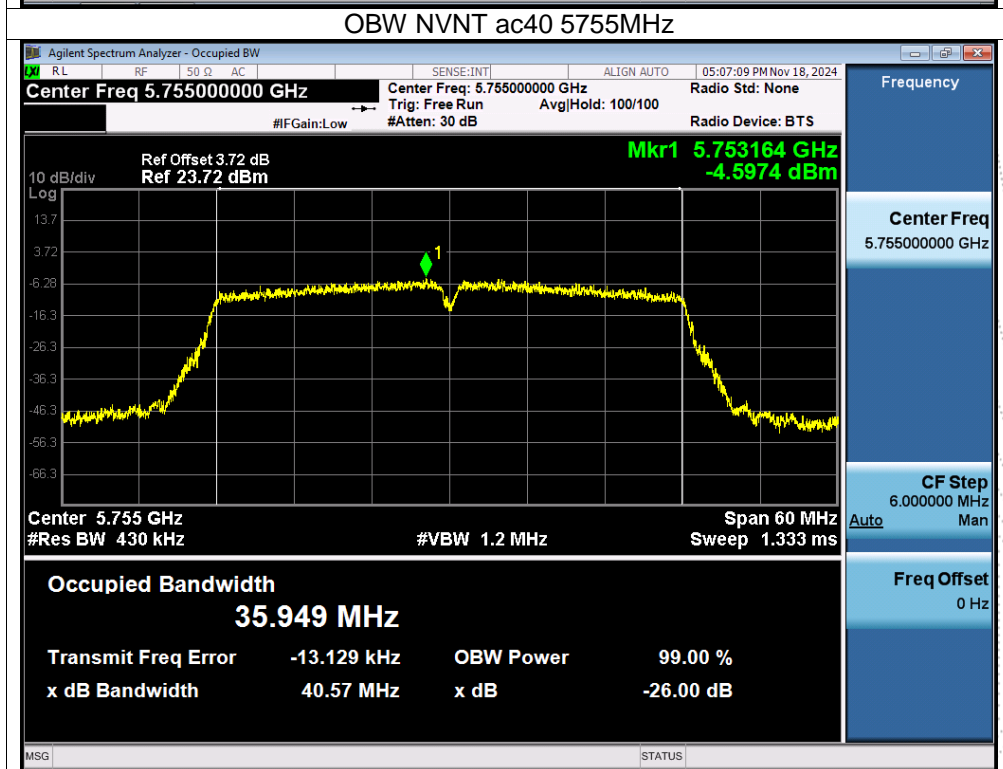 OBW NVNT ac40 5755MHz
Agilent Spectrum Analyzer - Occupied BW
LXI RL RF 50 Ω AC SENSE:INT ALIGN AUTO 05:07:09 PM Nov 18, 2024
Center Freq 5.755000000 GHz
Center Freq: 5.755000000 GHz
Radio Std: None
Trig: Free Run Avg|Hold: 100/100
#IFGain:Low #Atten: 30 dB Radio Device: BTS
Mkr1 5.753164 GHz
-4.5974 dBm
Ref Offset 3.72 dB
10 dB/div Ref 23.72 dBm
Log
13.7
3.72
1
-6.28
-16.3
-26.3
-36.3
-46.3
-56.3
-66.3
Center 5.755 GHz Span 60 MHz
#Res BW 430 kHz #VBW 1.2 MHz Sweep 1.333 ms
Occupied Bandwidth
35.949 MHz
Transmit Freq Error -13.129 kHz OBW Power 99.00 %
x dB Bandwidth 40.57 MHz x dB -26.00 dB
MSG STATUS
Frequency
Center Freq
5.755000000 GHz
CF Step
6.000000 MHz
Auto Man
Freq Offset
0 Hz